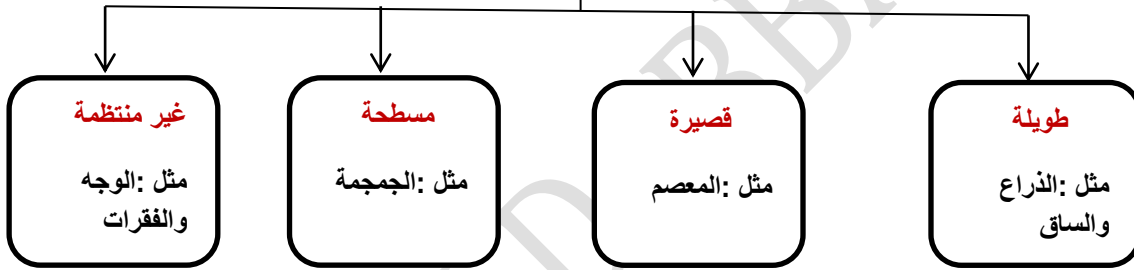 طويلة
مثل :الذراع
والساق
قصيرة
مثل :المعصم
مسطحة
مثل :الجمجمة
غير منتظمة
مثل :الوجه
والفقرات